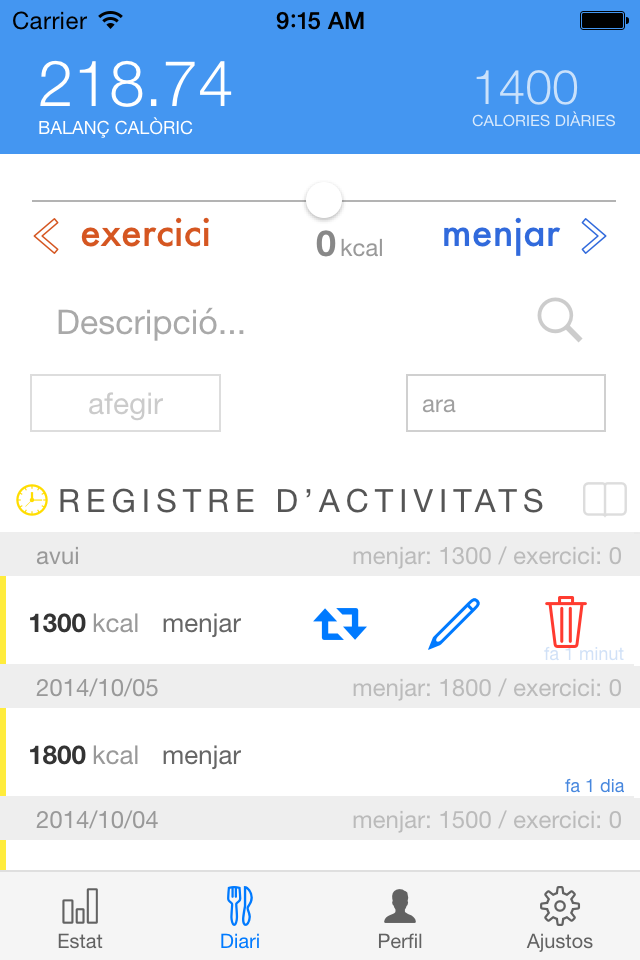 Carrier 9:15 AM
218.74
BALANÇ CALÒRIC
1400
CALORIES DIÀRIES
exercici
0 kcal
menjar
Descripció...
afegir
ara
REGISTRE D’ACTIVITATS
avui menjar: 1300 / exercici: 0
1300 kcal menjar
fa 1 minut
2014/10/05 menjar: 1800 / exercici: 0
1800 kcal menjar
fa 1 dia
2014/10/04 menjar: 1500 / exercici: 0
Estat Diari Perfil Ajustos